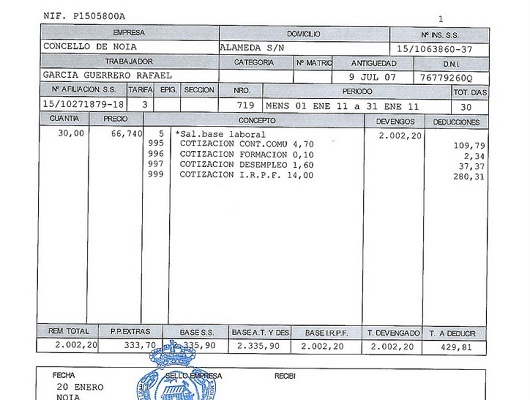 NIF. P1505800A 1
EMPRESA DOMICILIO Nº INS. S.S.
CONCELLO DE NOIA ALAMEDA S/N 15/1063860-37
TRABAJADOR CATEGORIA Nº MATRIC ANTIGUEDAD D.N.I.
GARCIA GUERRERO RAFAEL 9 JUL 07 76779260Q
Nº AFILIACION S.S. TARIFA EPIG. SECCION NRO. PERIODO TOT. DIAS
15/10271879-18 3 719 MENS 01 ENE 11 a 31 ENE 11 30
CUANTIA PRECIO CONCEPTO DEVENGOS DEDUCCIONES
30,00 66,740 5 *Sal.base laboral 2.002,20
995 COTIZACION CONT.COMU 4,70 109,79
996 COTIZACION FORMACION 0,10 2,34
997 COTIZACION DESEMPLEO 1,60 37,37
999 COTIZACION I.R.P.F. 14,00 280,31
REM. TOTAL P.P.EXTRAS BASE S.S. BASE A.T. Y DES. BASE I.R.P.F. T. DEVENGADO T. A DEDUCIR
2.002,20 333,70 335,90 2.335,90 2.002,20 2.002,20 429,81
FECHA SELLO EMPRESA RECIBI
20 ENERO
NOIA